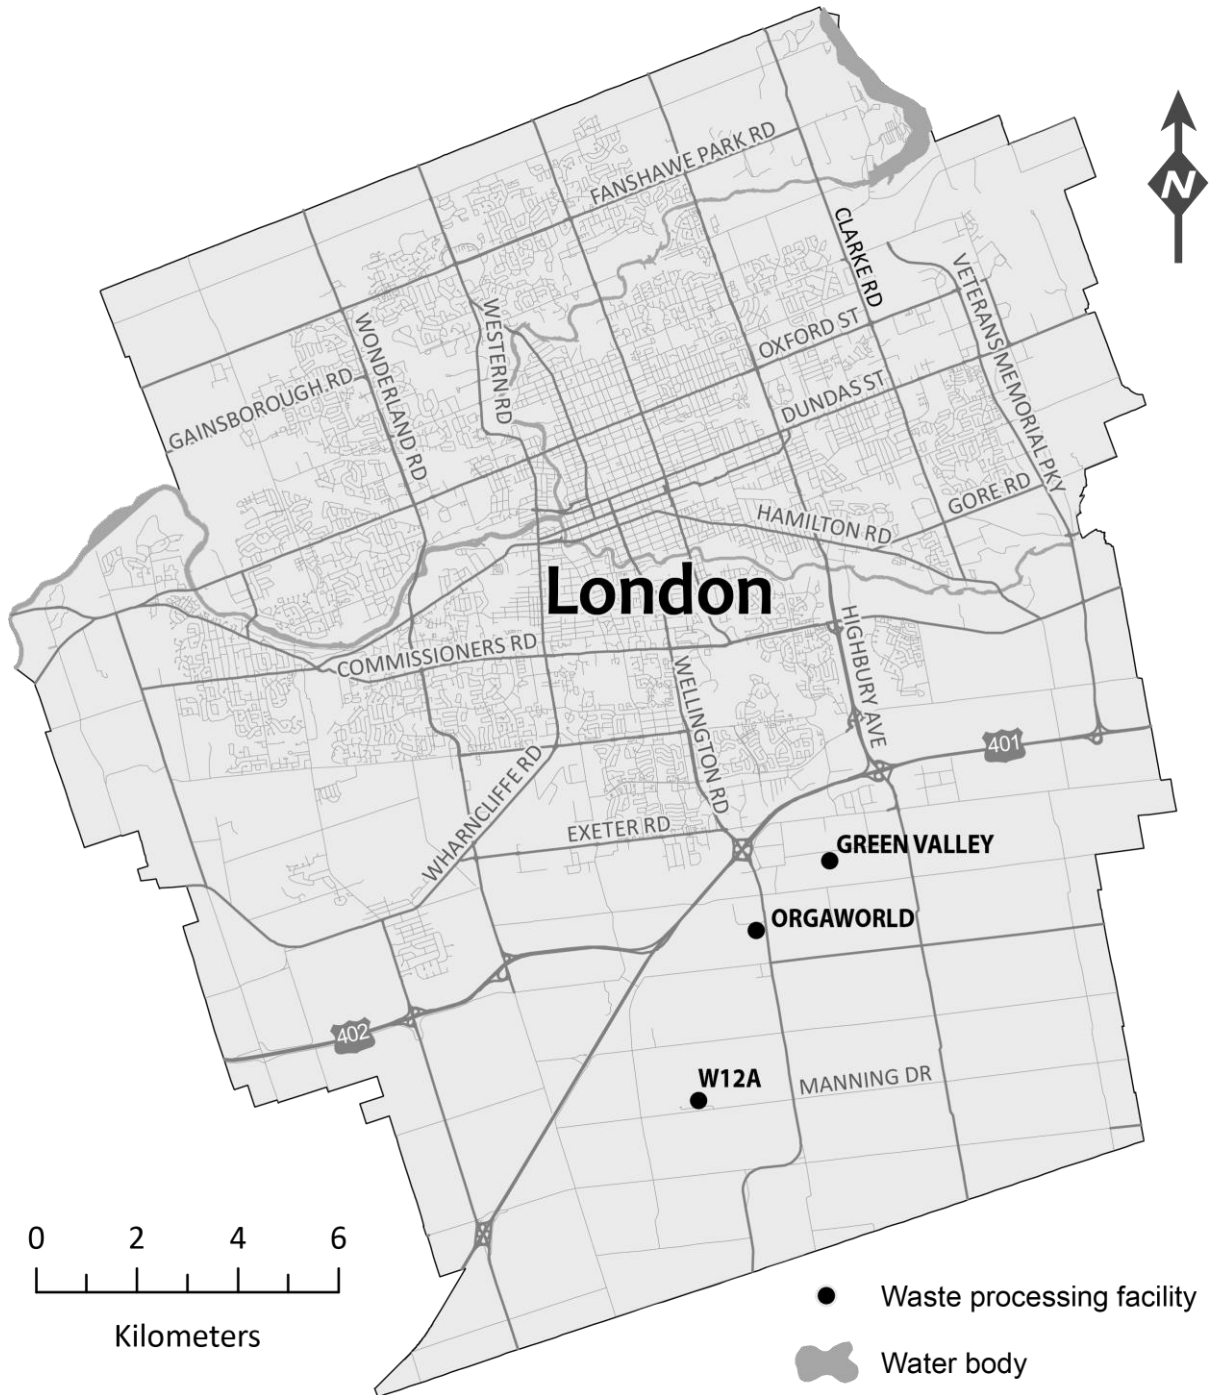 FANSHAWE PARK RD
N
CLARKE RD
VETERANS MEMORIAL PKY
WONDERLAND RD
WESTERN RD
OXFORD ST
GAINSBOROUGH RD
DUNDAS ST
GORE RD
HAMILTON RD
London
HIGHBURY AVE
COMMISSIONERS RD
WELLINGTON RD
401
WHARNCLIFFE RD
EXETER RD
GREEN VALLEY
ORGAWORLD
402
W12A
MANNING DR
0 2 4 6
Kilometers
Waste processing facility
Water body